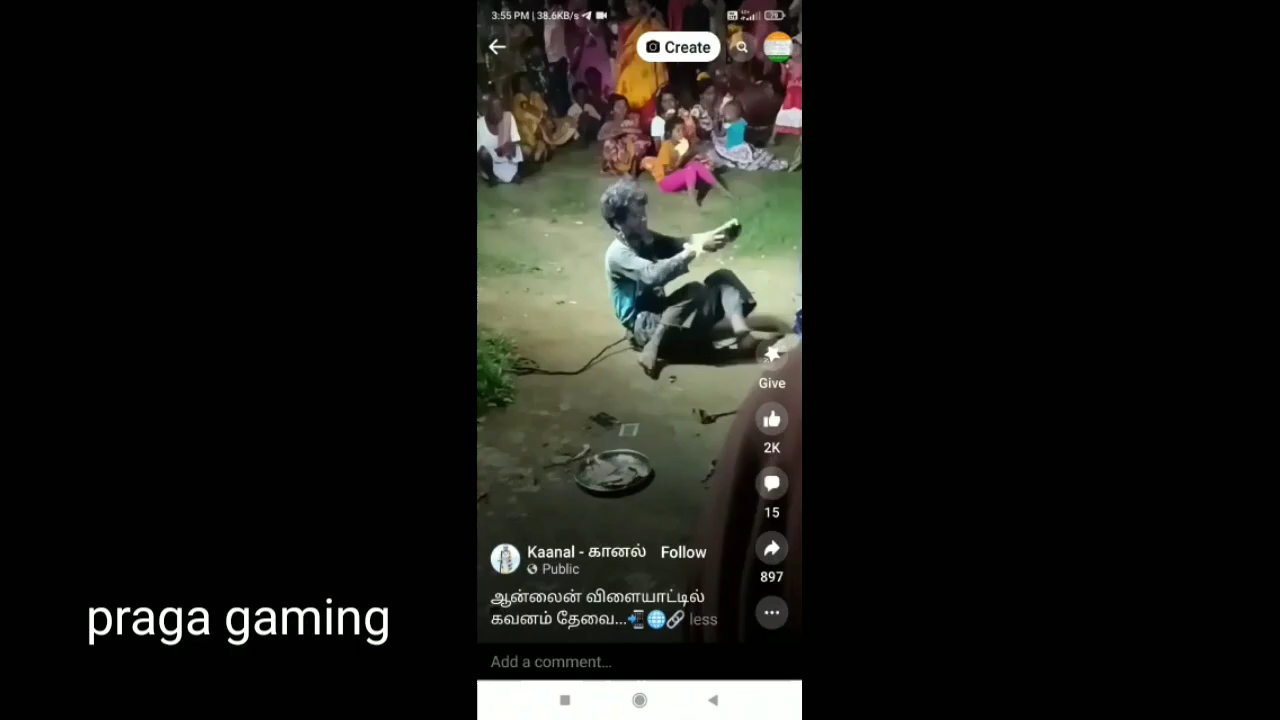 3:55 PM | 38.6KB/s
29
Create
Give
2K
15
897
Kaanal - கானல் Follow
Public
ஆன்லைன் விளையாட்டில்
கவனம் தேவை...📲🌐🔗 less
Add a comment...
praga gaming